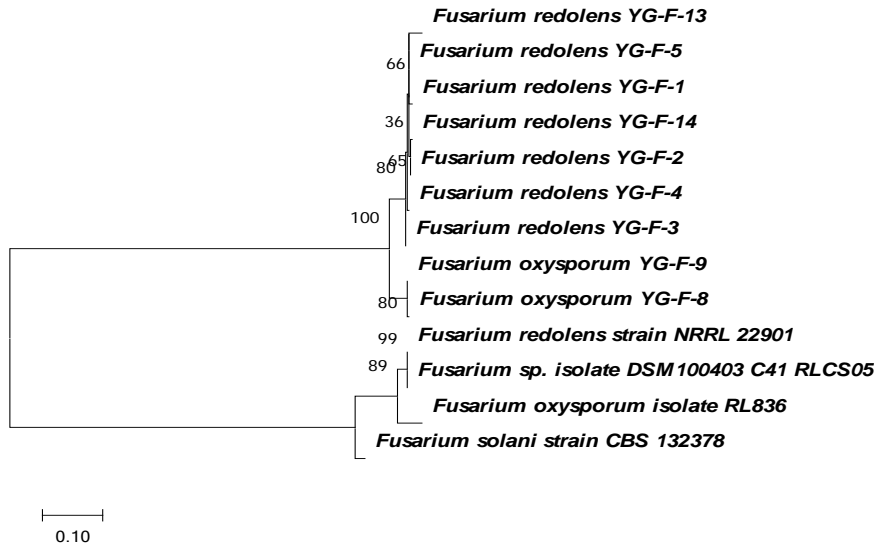 Fusarium redolens YG-F-13
Fusarium redolens YG-F-5
66
Fusarium redolens YG-F-1
36
Fusarium redolens YG-F-14
65
Fusarium redolens YG-F-2
80
Fusarium redolens YG-F-4
100
Fusarium redolens YG-F-3
Fusarium oxysporum YG-F-9
80
Fusarium oxysporum YG-F-8
99
Fusarium redolens strain NRRL 22901
89
Fusarium sp. isolate DSM100403 C41 RLCS05
Fusarium oxysporum isolate RL836
Fusarium solani strain CBS 132378
0.10